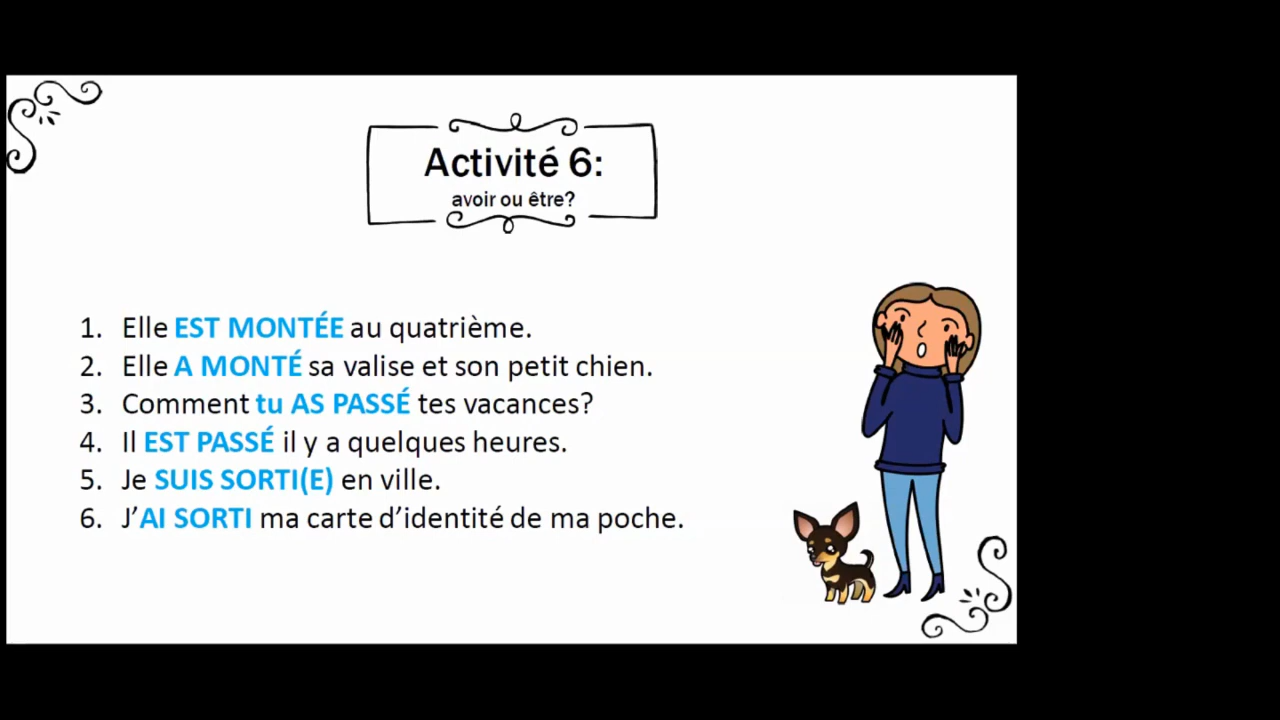 Activité 6:
avoir ou être?
1. Elle EST MONTÉE au quatrième.
2. Elle A MONTÉ sa valise et son petit chien.
3. Comment tu AS PASSÉ tes vacances?
4. Il EST PASSÉ il y a quelques heures.
5. Je SUIS SORTI(E) en ville.
6. J’AI SORTI ma carte d’identité de ma poche.